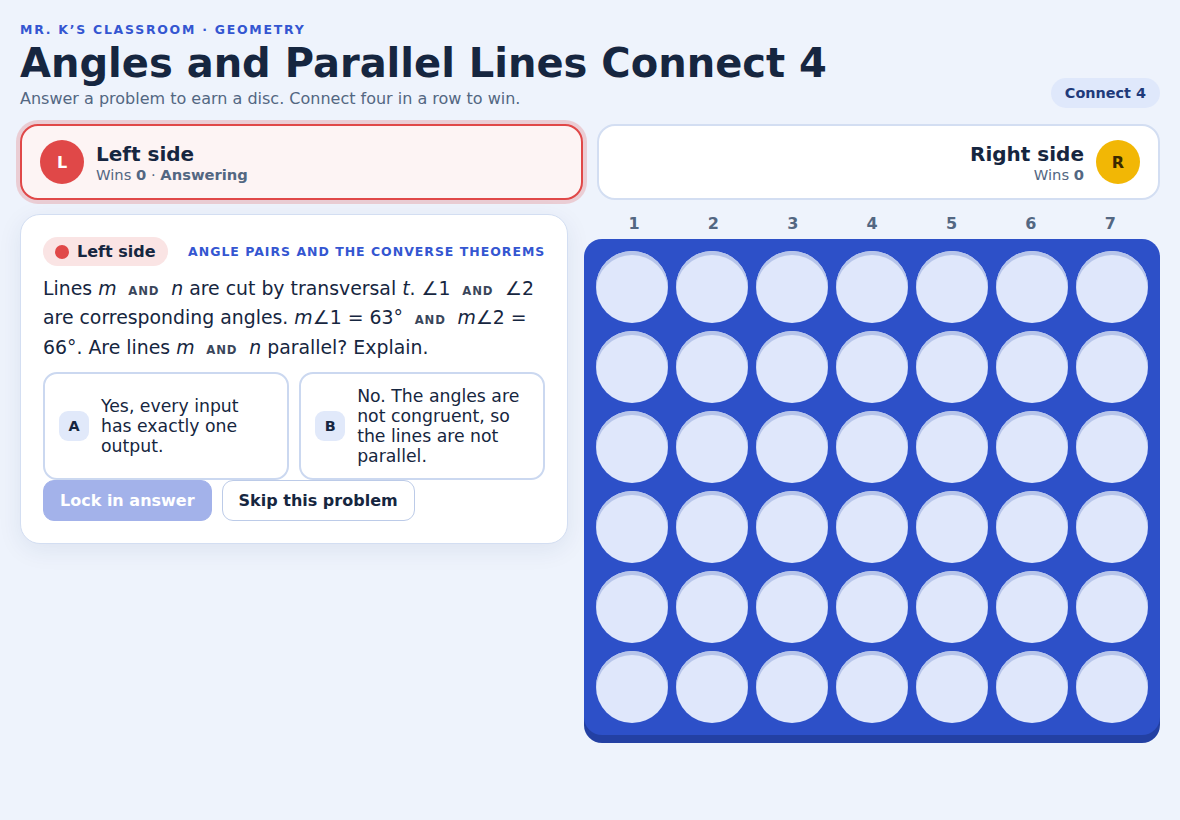 MR. K’S CLASSROOM · GEOMETRY
Angles and Parallel Lines Connect 4
Answer a problem to earn a disc. Connect four in a row to win.
Connect 4
L
Left side
Wins 0 · Answering
Right side
Wins 0
R
Left side
ANGLE PAIRS AND THE CONVERSE THEOREMS
Lines m AND n are cut by transversal t. ∠1 AND ∠2
are corresponding angles. m∠1 = 63° AND m∠2 =
66°. Are lines m AND n parallel? Explain.
A
Yes, every input
has exactly one
output.
B
No. The angles are
not congruent, so
the lines are not
parallel.
Lock in answer
Skip this problem
1 2 3 4 5 6 7